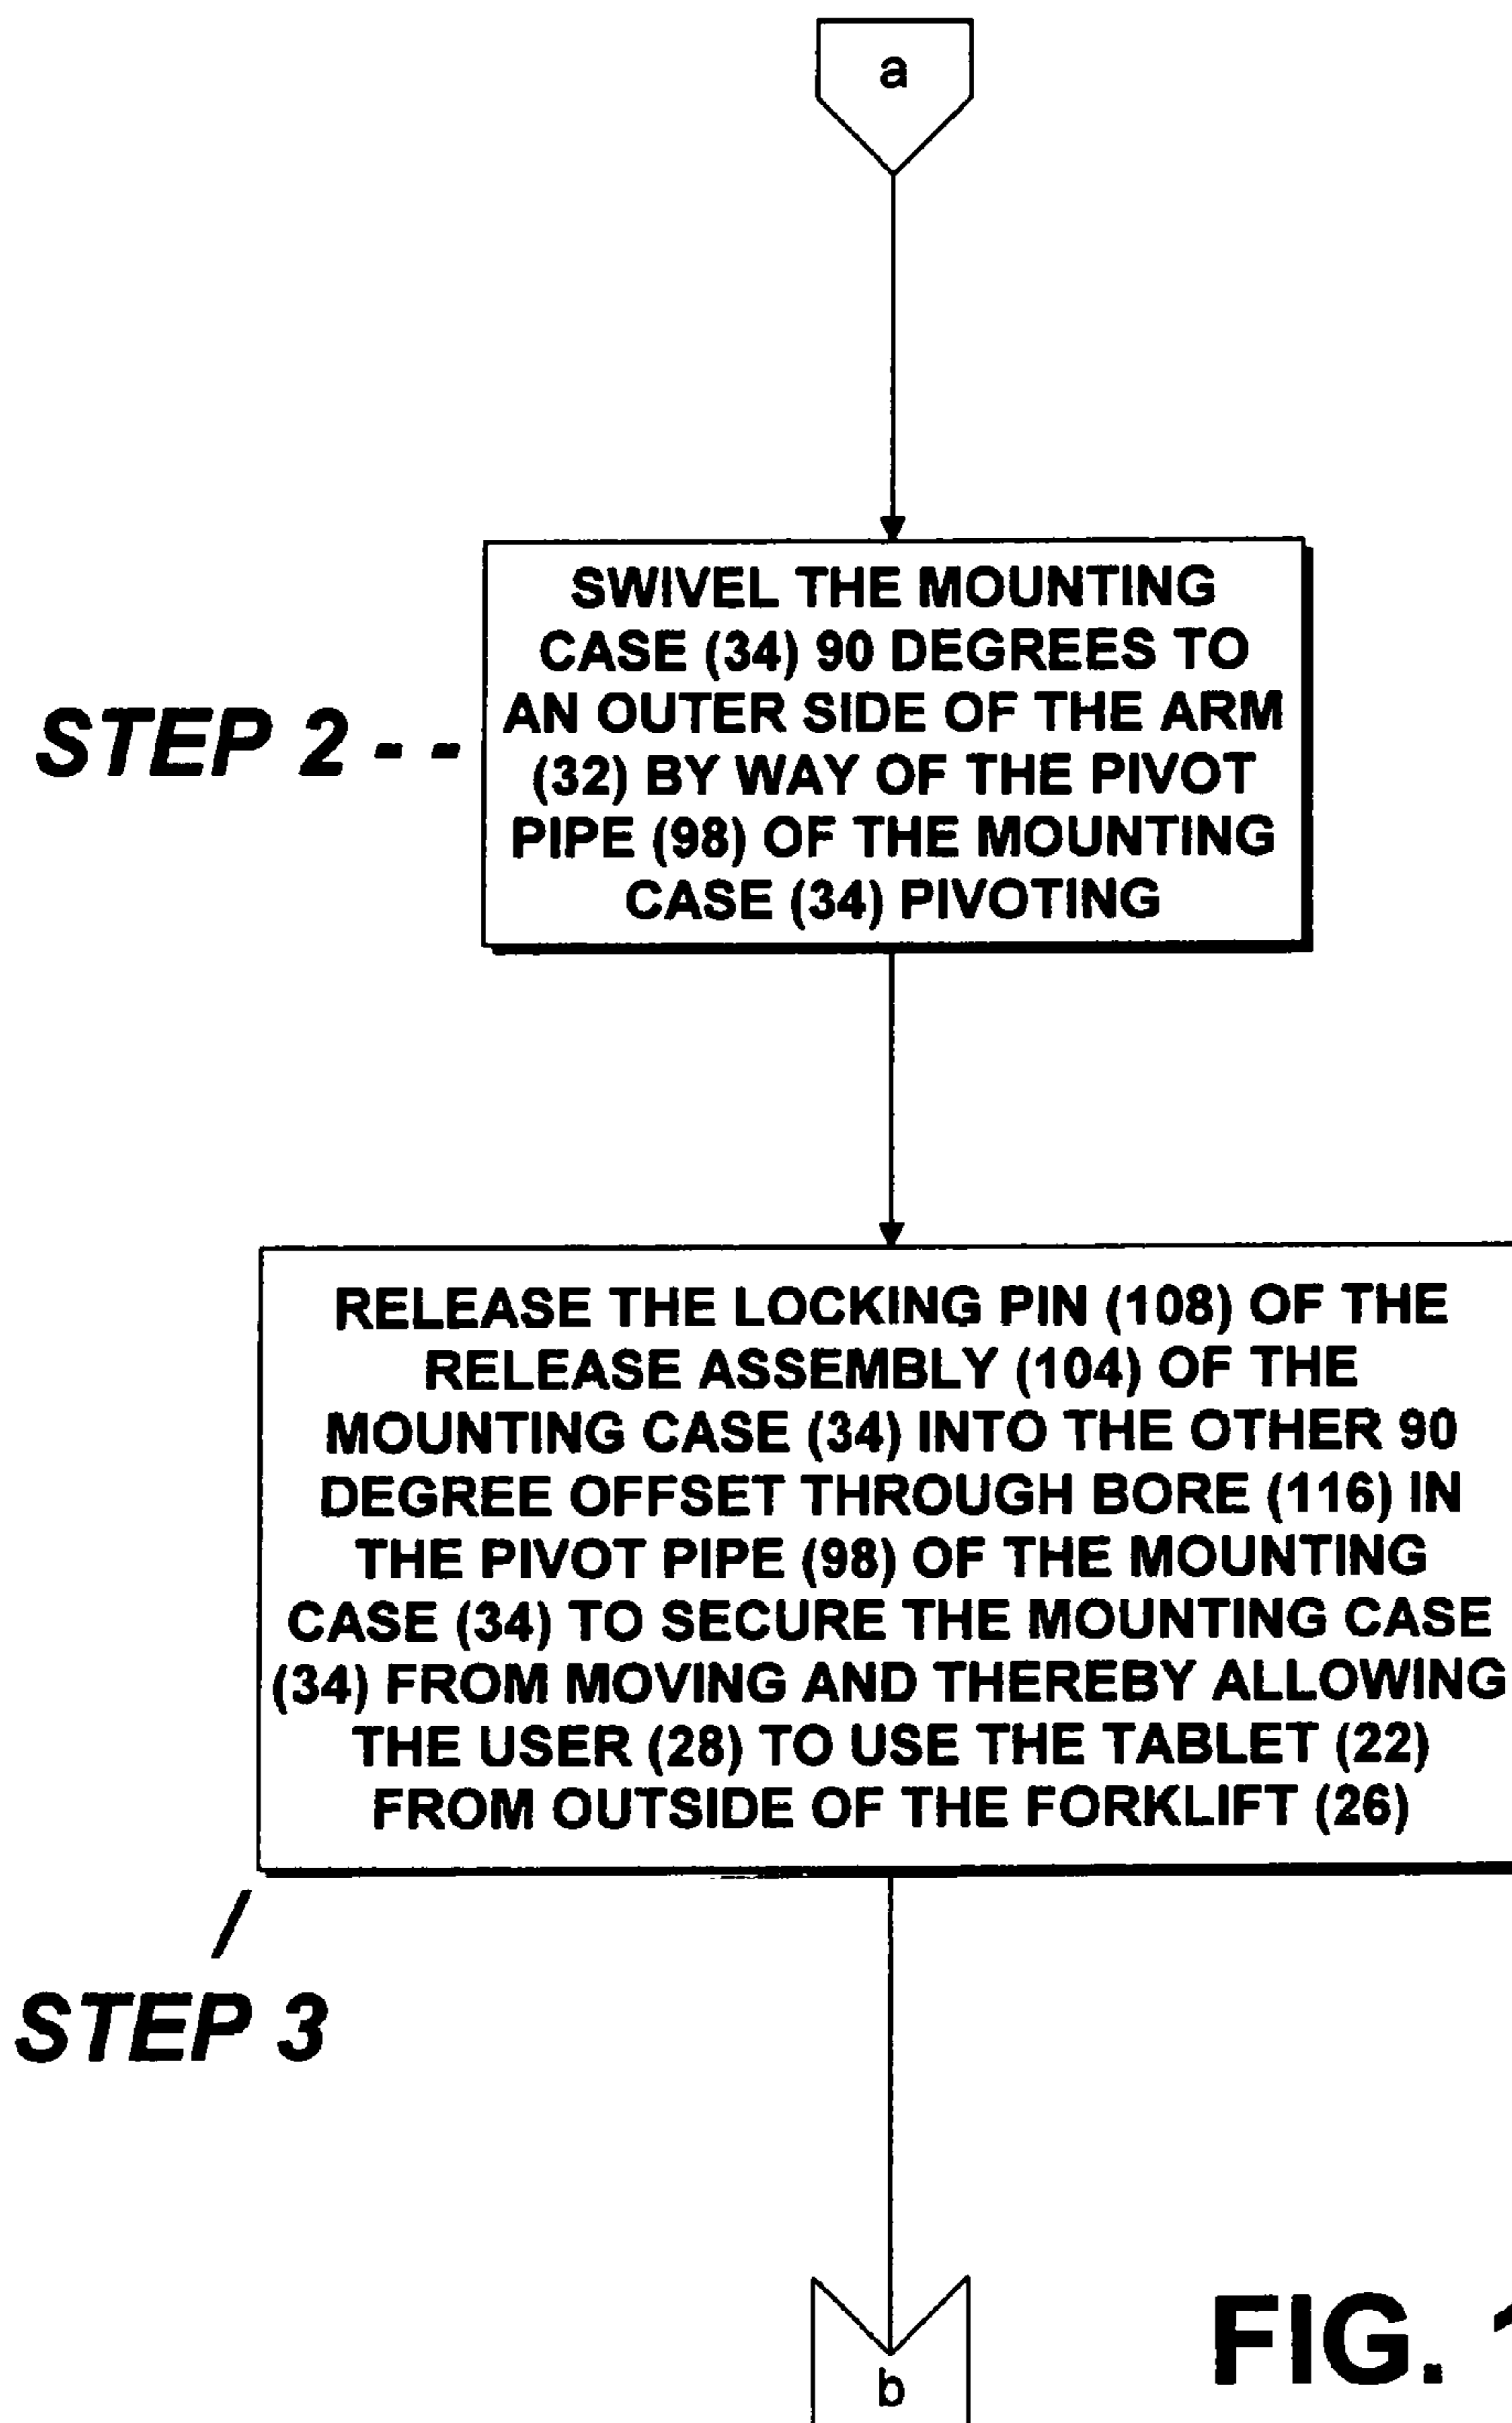 a
SWIVEL THE MOUNTING
CASE (34) 90 DEGREES TO
AN OUTER SIDE OF THE ARM
(32) BY WAY OF THE PIVOT
PIPE (98) OF THE MOUNTING
CASE (34) PIVOTING
STEP 2 - -
RELEASE THE LOCKING PIN (108) OF THE
RELEASE ASSEMBLY (104) OF THE
MOUNTING CASE (34) INTO THE OTHER 90
DEGREE OFFSET THROUGH BORE (116) IN
THE PIVOT PIPE (98) OF THE MOUNTING
CASE (34) TO SECURE THE MOUNTING CASE
(34) FROM MOVING AND THEREBY ALLOWING
THE USER (28) TO USE THE TABLET (22)
FROM OUTSIDE OF THE FORKLIFT (26)
STEP 3
b
FIG.